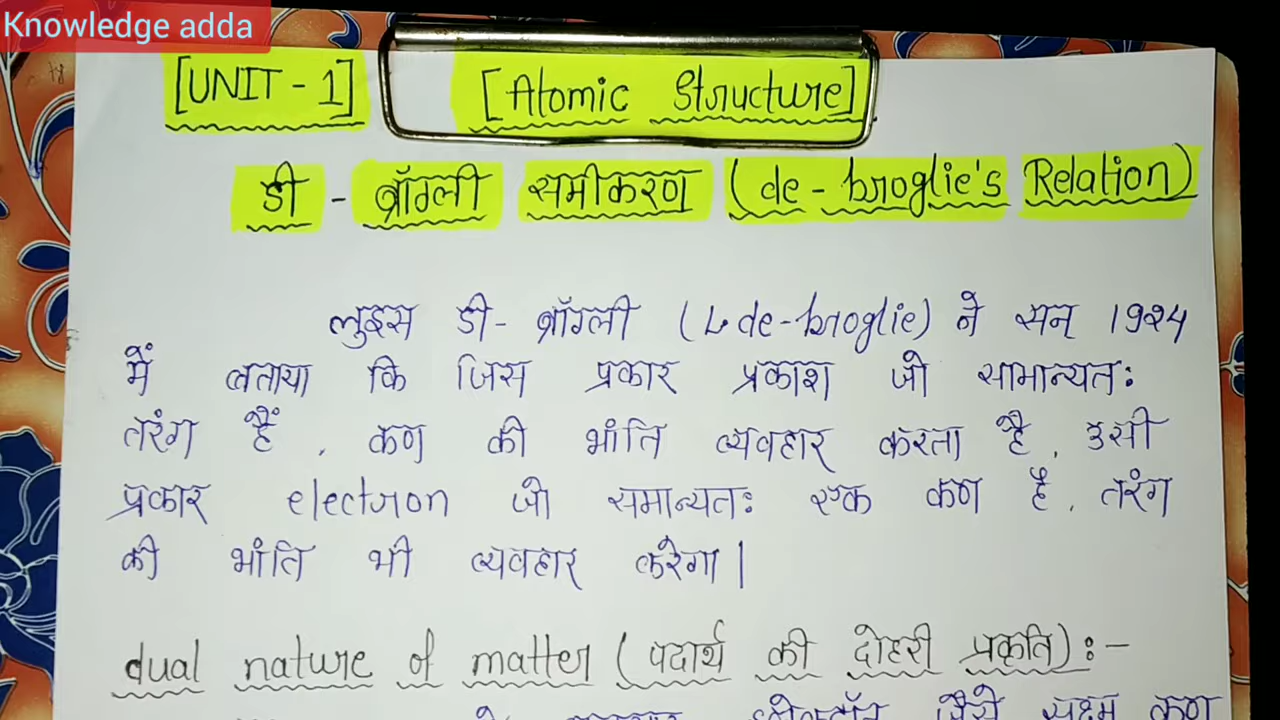 Knowledge adda
[UNIT - 1] [Atomic Structure]
डी - ब्रॉग्ली समीकरण (de - broglie's Relation)
लुइस डी - ब्रॉग्ली (L de-broglie) ने सन् 1924
में बताया कि जिस प्रकार प्रकाश जो सामान्यतः
तरंग हैं , कण की भांति व्यवहार करता है , उसी
प्रकार electron जो समान्यतः एक कण है , तरंग
की भांति भी व्यवहार करेगा |
dual nature of matter (पदार्थ की दोहरी प्रकृति) :-
जैसे सूक्ष्म कण